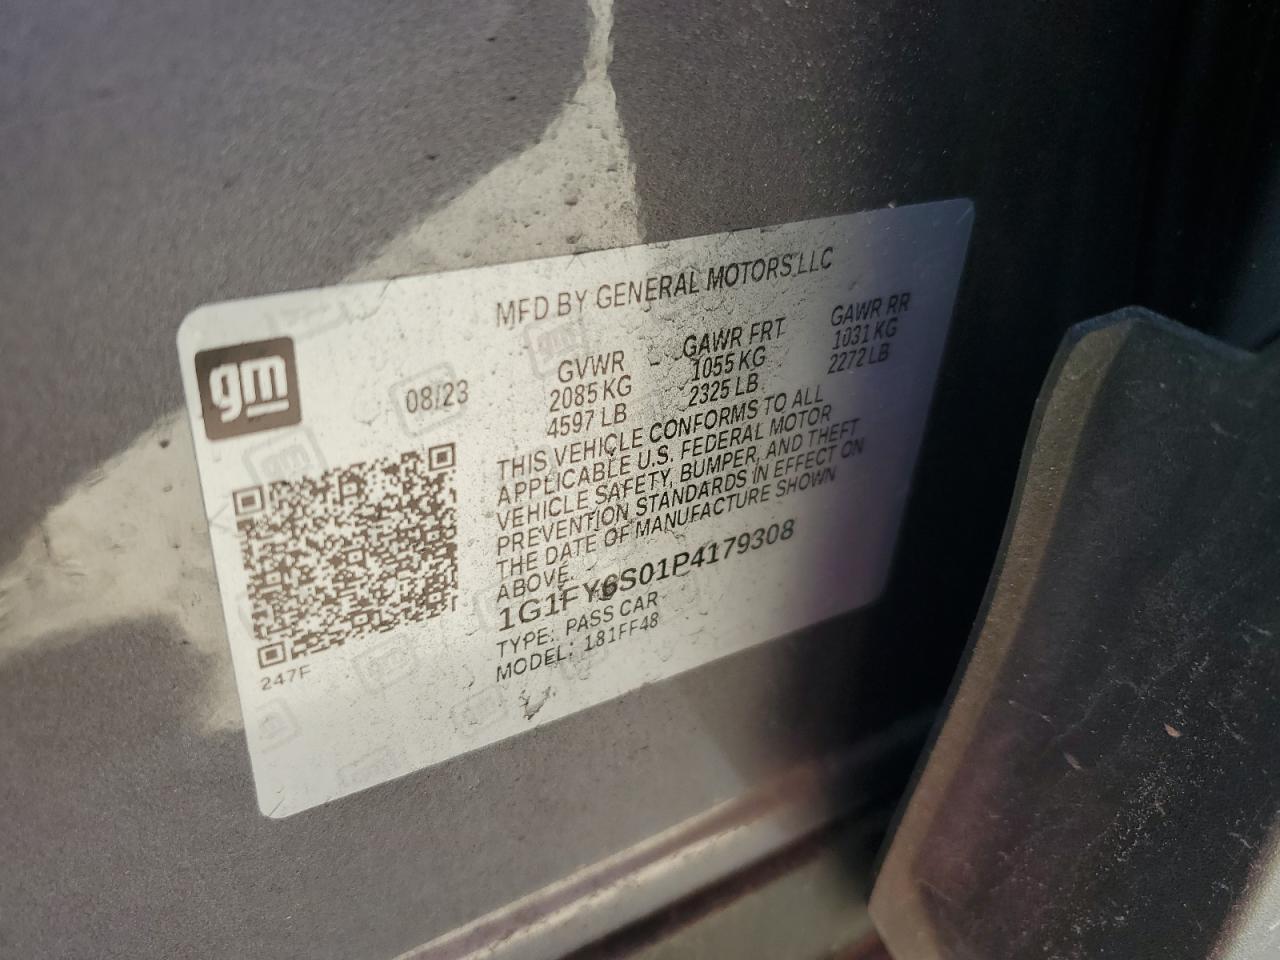 MFD BY GENERAL MOTORS LLC
gm
08/23
GVWR GAWR FRT GAWR RR
2085 KG 1055 KG 1031 KG
4597 LB 2325 LB 2272 LB
THIS VEHICLE CONFORMS TO ALL
APPLICABLE U.S. FEDERAL MOTOR
VEHICLE SAFETY, BUMPER, AND THEFT
PREVENTION STANDARDS IN EFFECT ON
THE DATE OF MANUFACTURE SHOWN
ABOVE.
1G1FY6S01P4179308
TYPE: PASS CAR
MODEL: 181FF48
247F